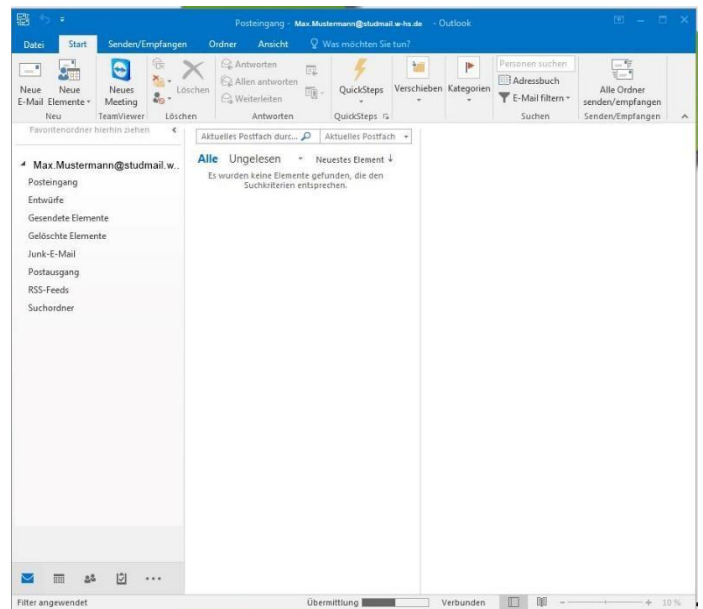 Posteingang - Max.Mustermann@studmail.w-hs.de - Outlook
Datei Start Senden/Empfangen Ordner Ansicht Was möchten Sie tun?
Neue E-Mail
Neue Elemente
Neu
Neues Meeting
TeamViewer
Löschen
Löschen
Antworten
Allen antworten
Weiterleiten
Antworten
QuickSteps
QuickSteps
Verschieben
Kategorien
Personen suchen
Adressbuch
E-Mail filtern
Suchen
Alle Ordner senden/empfangen
Senden/Empfangen
Favoritenordner hierhin ziehen
Max.Mustermann@studmail.w..
Posteingang
Entwürfe
Gesendete Elemente
Gelöschte Elemente
Junk-E-Mail
Postausgang
RSS-Feeds
Suchordner
Aktuelles Postfach durc... Aktuelles Postfach
Alle Ungelesen Neuestes Element ↓
Es wurden keine Elemente gefunden, die den
Suchkriterien entsprechen.
Filter angewendet Übermittlung Verbunden 10 %